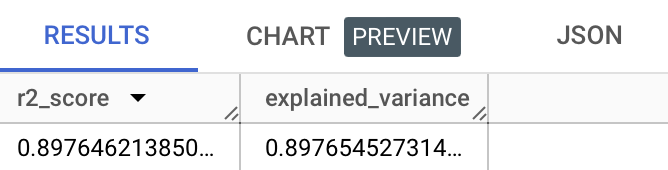 RESULTS CHART PREVIEW JSON
r2_score explained_variance
0.897646213850... 0.897654527314...